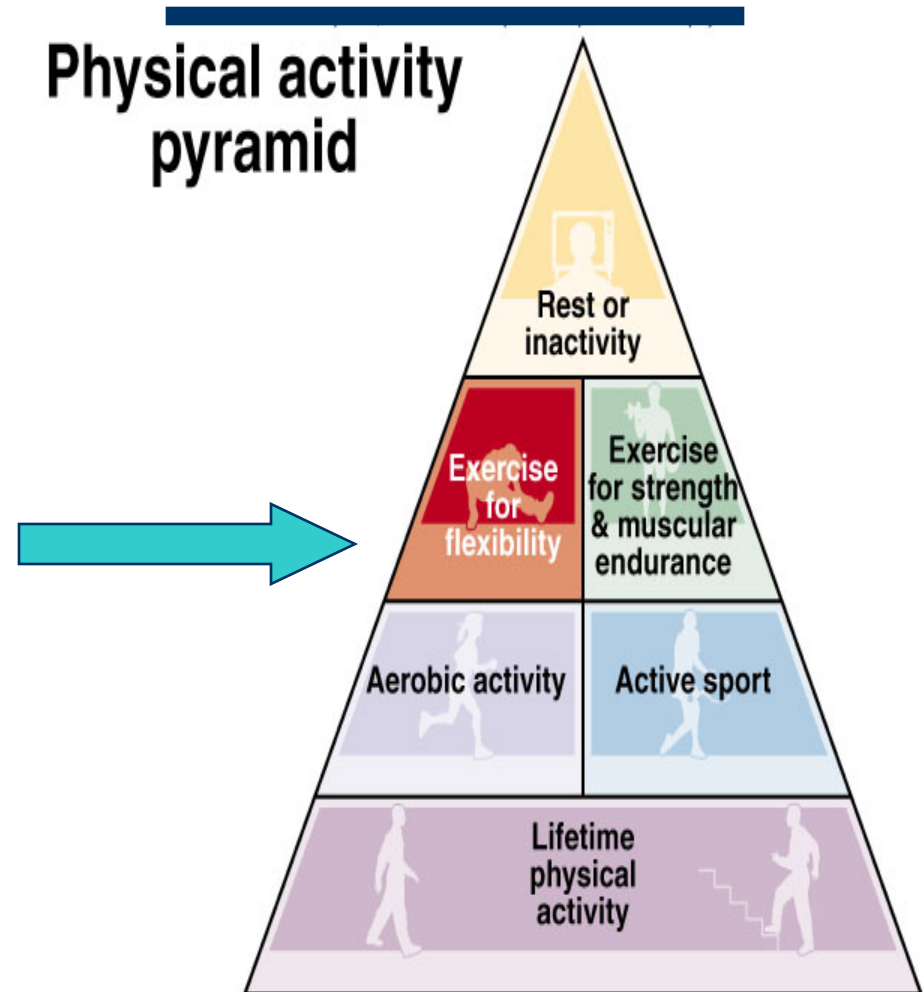 Physical activity
pyramid
Rest or
inactivity
Exercise
for
flexibility
Exercise
for strength
& muscular
endurance
Aerobic activity
Active sport
Lifetime
physical
activity